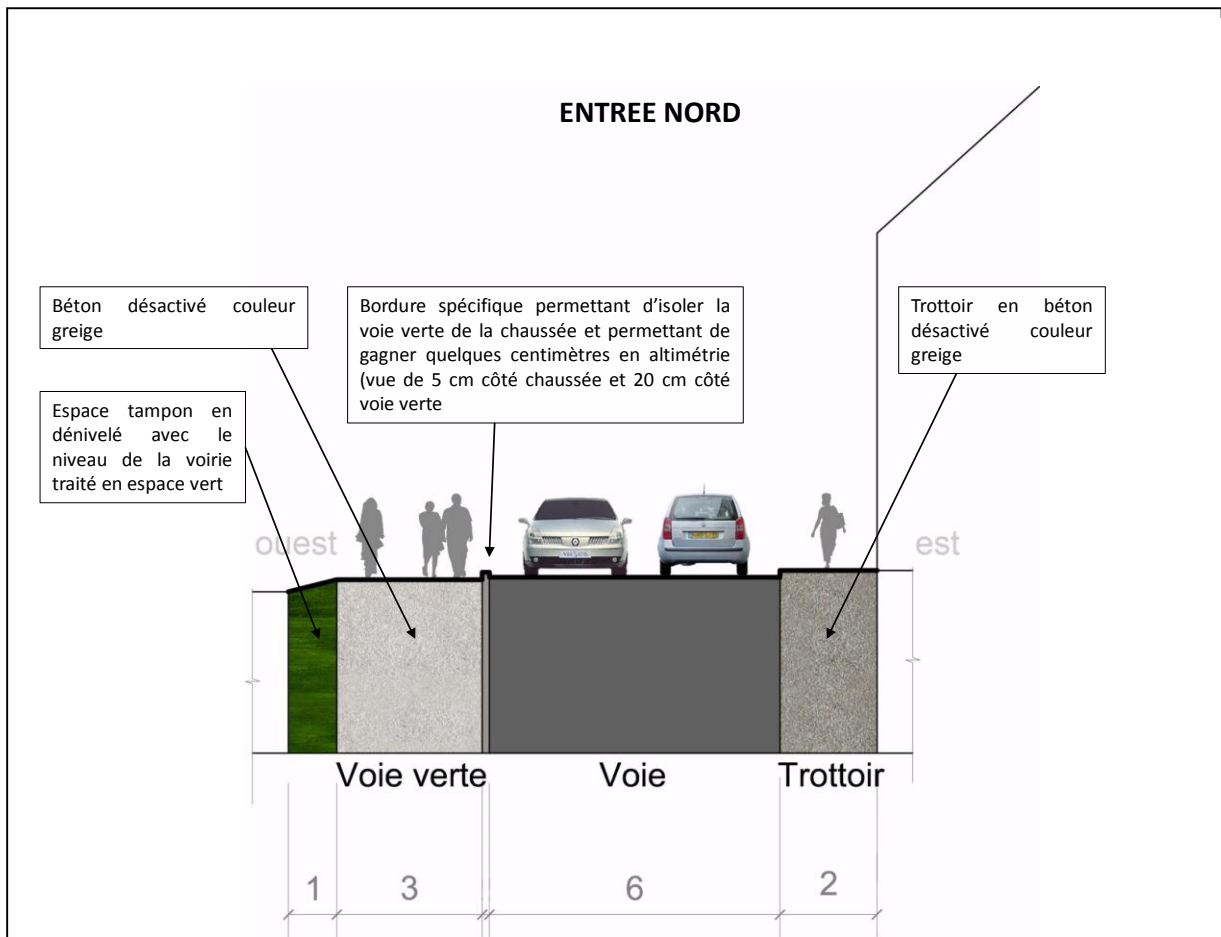 ENTREE NORD
Béton désactivé couleur
greige
Bordure spécifique permettant d'isoler la
voie verte de la chaussée et permettant de
gagner quelques centimètres en altimétrie
(vue de 5 cm côté chaussée et 20 cm côté
voie verte
Trottoir en béton
désactivé couleur
greige
Espace tampon en
dénivelé avec le
niveau de la voirie
traité en espace vert
ouest
est
Voie verte
Voie
Trottoir
1
3
6
2